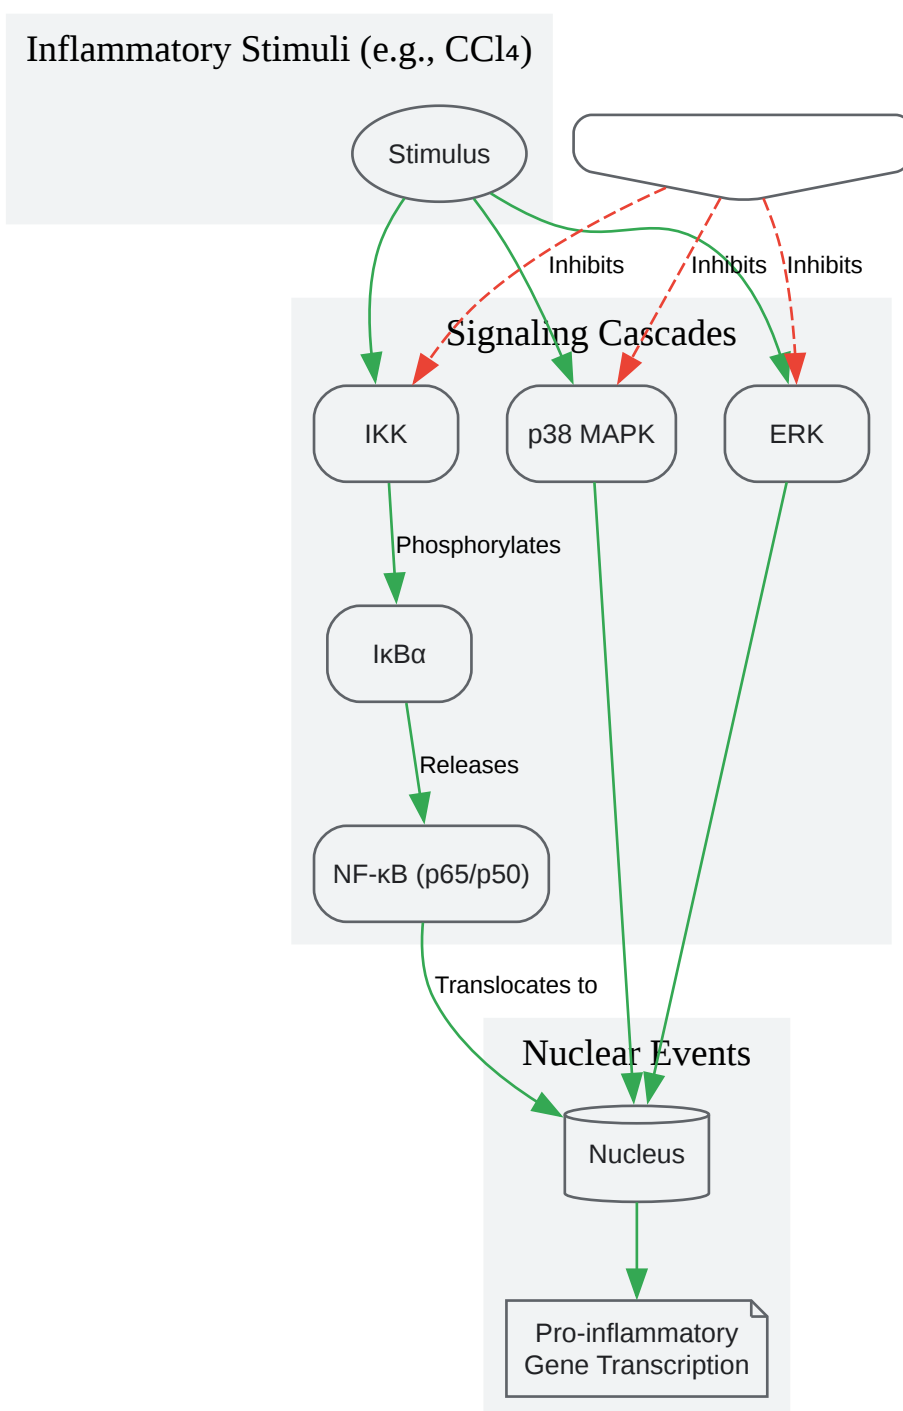 Inflammatory Stimuli (e.g., CCl₄)
Stimulus
Inhibits
Inhibits
Inhibits
Signaling Cascades
IKK
p38 MAPK
ERK
Phosphorylates
IκBα
Releases
NF-κB (p65/p50)
Translocates to
Nuclear Events
Nucleus
Pro-inflammatory
Gene Transcription